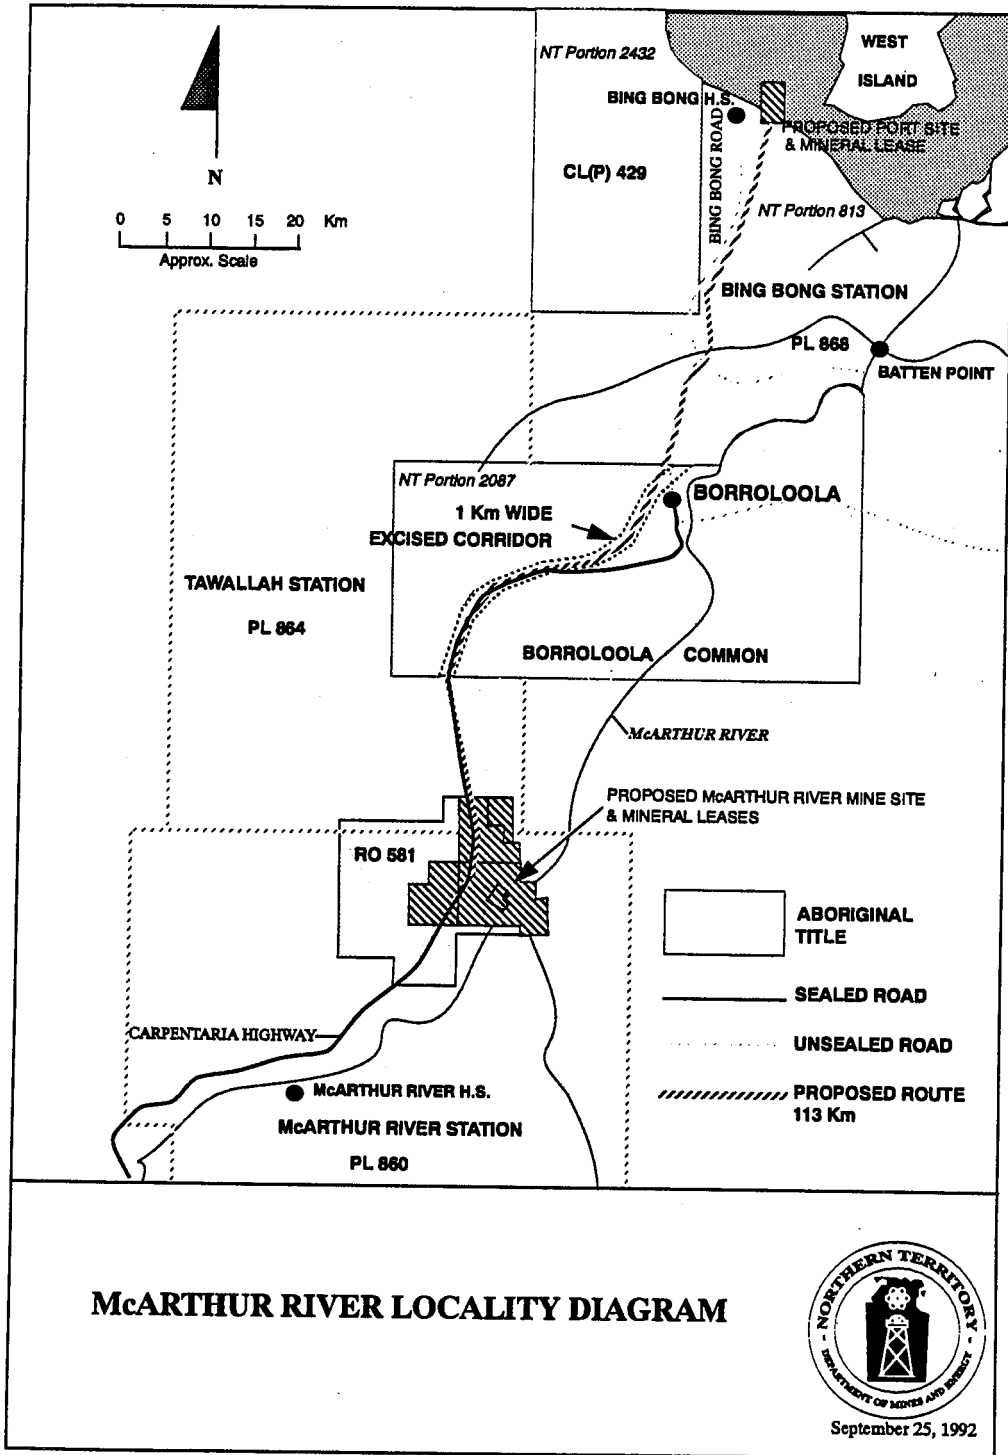 NT Portion 2432
WEST
ISLAND
BING BONG H.S.
PROPOSED PORT SITE
& MINERAL LEASE
BING BONG ROAD
CL(P) 429
N
NT Portion 813
0 5 10 15 20 Km
Approx. Scale
BING BONG STATION
PL 868
BATTEN POINT
NT Portion 2087
BORROLOOLA
1 Km WIDE
EXCISED CORRIDOR
TAWALLAH STATION
PL 864
BORROLOOLA COMMON
McARTHUR RIVER
PROPOSED McARTHUR RIVER MINE SITE
& MINERAL LEASES
RO 581
ABORIGINAL
TITLE
SEALED ROAD
CARPENTARIA HIGHWAY
UNSEALED ROAD
McARTHUR RIVER H.S.
PROPOSED ROUTE
113 Km
McARTHUR RIVER STATION
PL 860
McARTHUR RIVER LOCALITY DIAGRAM
- NORTHERN TERRITORY -
DEPARTMENT OF MINES AND ENERGY
September 25, 1992